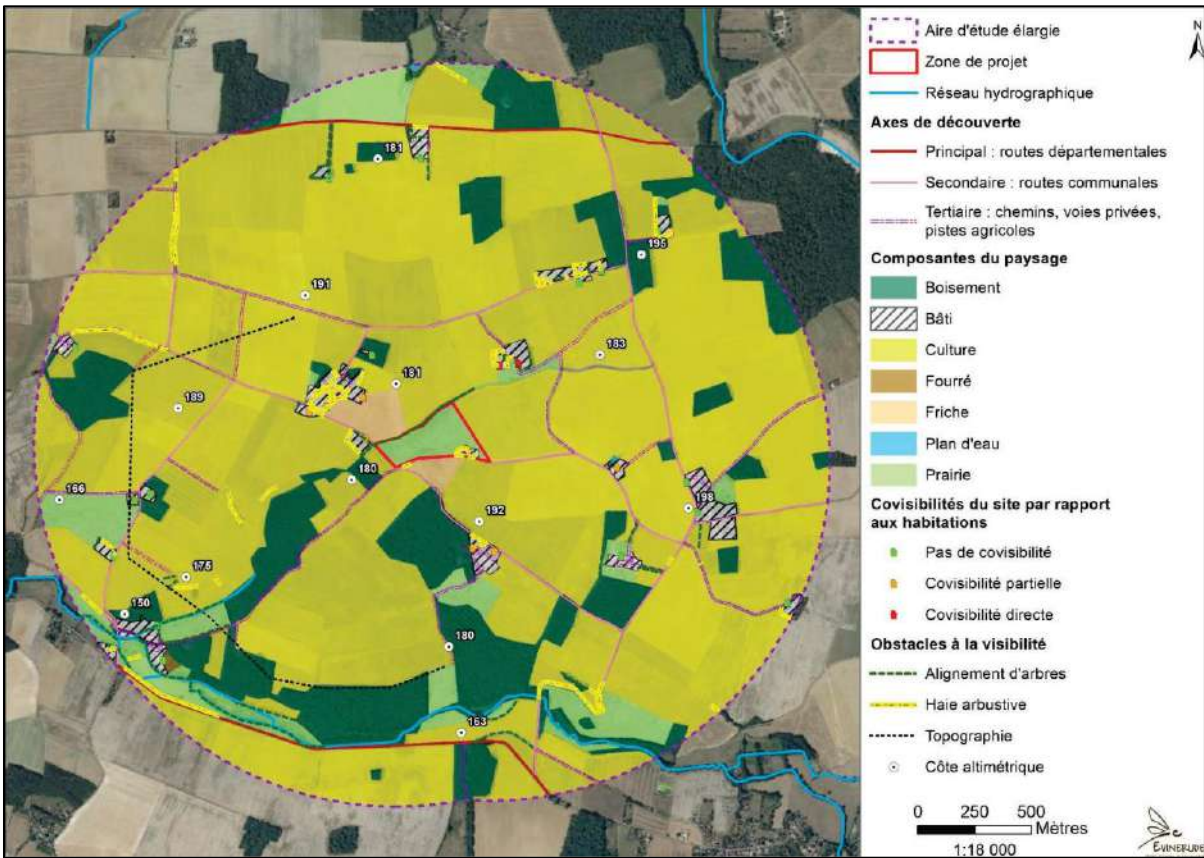 181
195
191
183
181
189
180
166
192
198
175
150
180
163
Aire d'étude élargie
N
Zone de projet
Réseau hydrographique
Axes de découverte
Principal : routes départementales
Secondaire : routes communales
Tertiaire : chemins, voies privées,
pistes agricoles
Composantes du paysage
Boisement
Bâti
Culture
Fourré
Friche
Plan d'eau
Prairie
Covisibilités du site par rapport
aux habitations
Pas de covisibilité
Covisibilité partielle
Covisibilité directe
Obstacles à la visibilité
Alignement d'arbres
Haie arbustive
Topographie
Côte altimétrique
0 250 500
Mètres
1:18 000
EVINERUDE